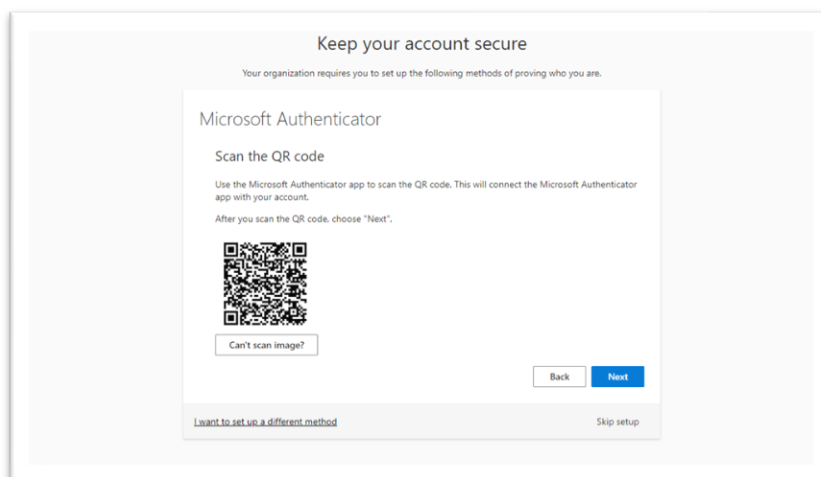 Keep your account secure
Your organization requires you to set up the following methods of proving who you are.
Microsoft Authenticator
Scan the QR code
Use the Microsoft Authenticator app to scan the QR code. This will connect the Microsoft Authenticator
app with your account.
After you scan the QR code, choose "Next".
Can't scan image?
Back
Next
I want to set up a different method
Skip setup